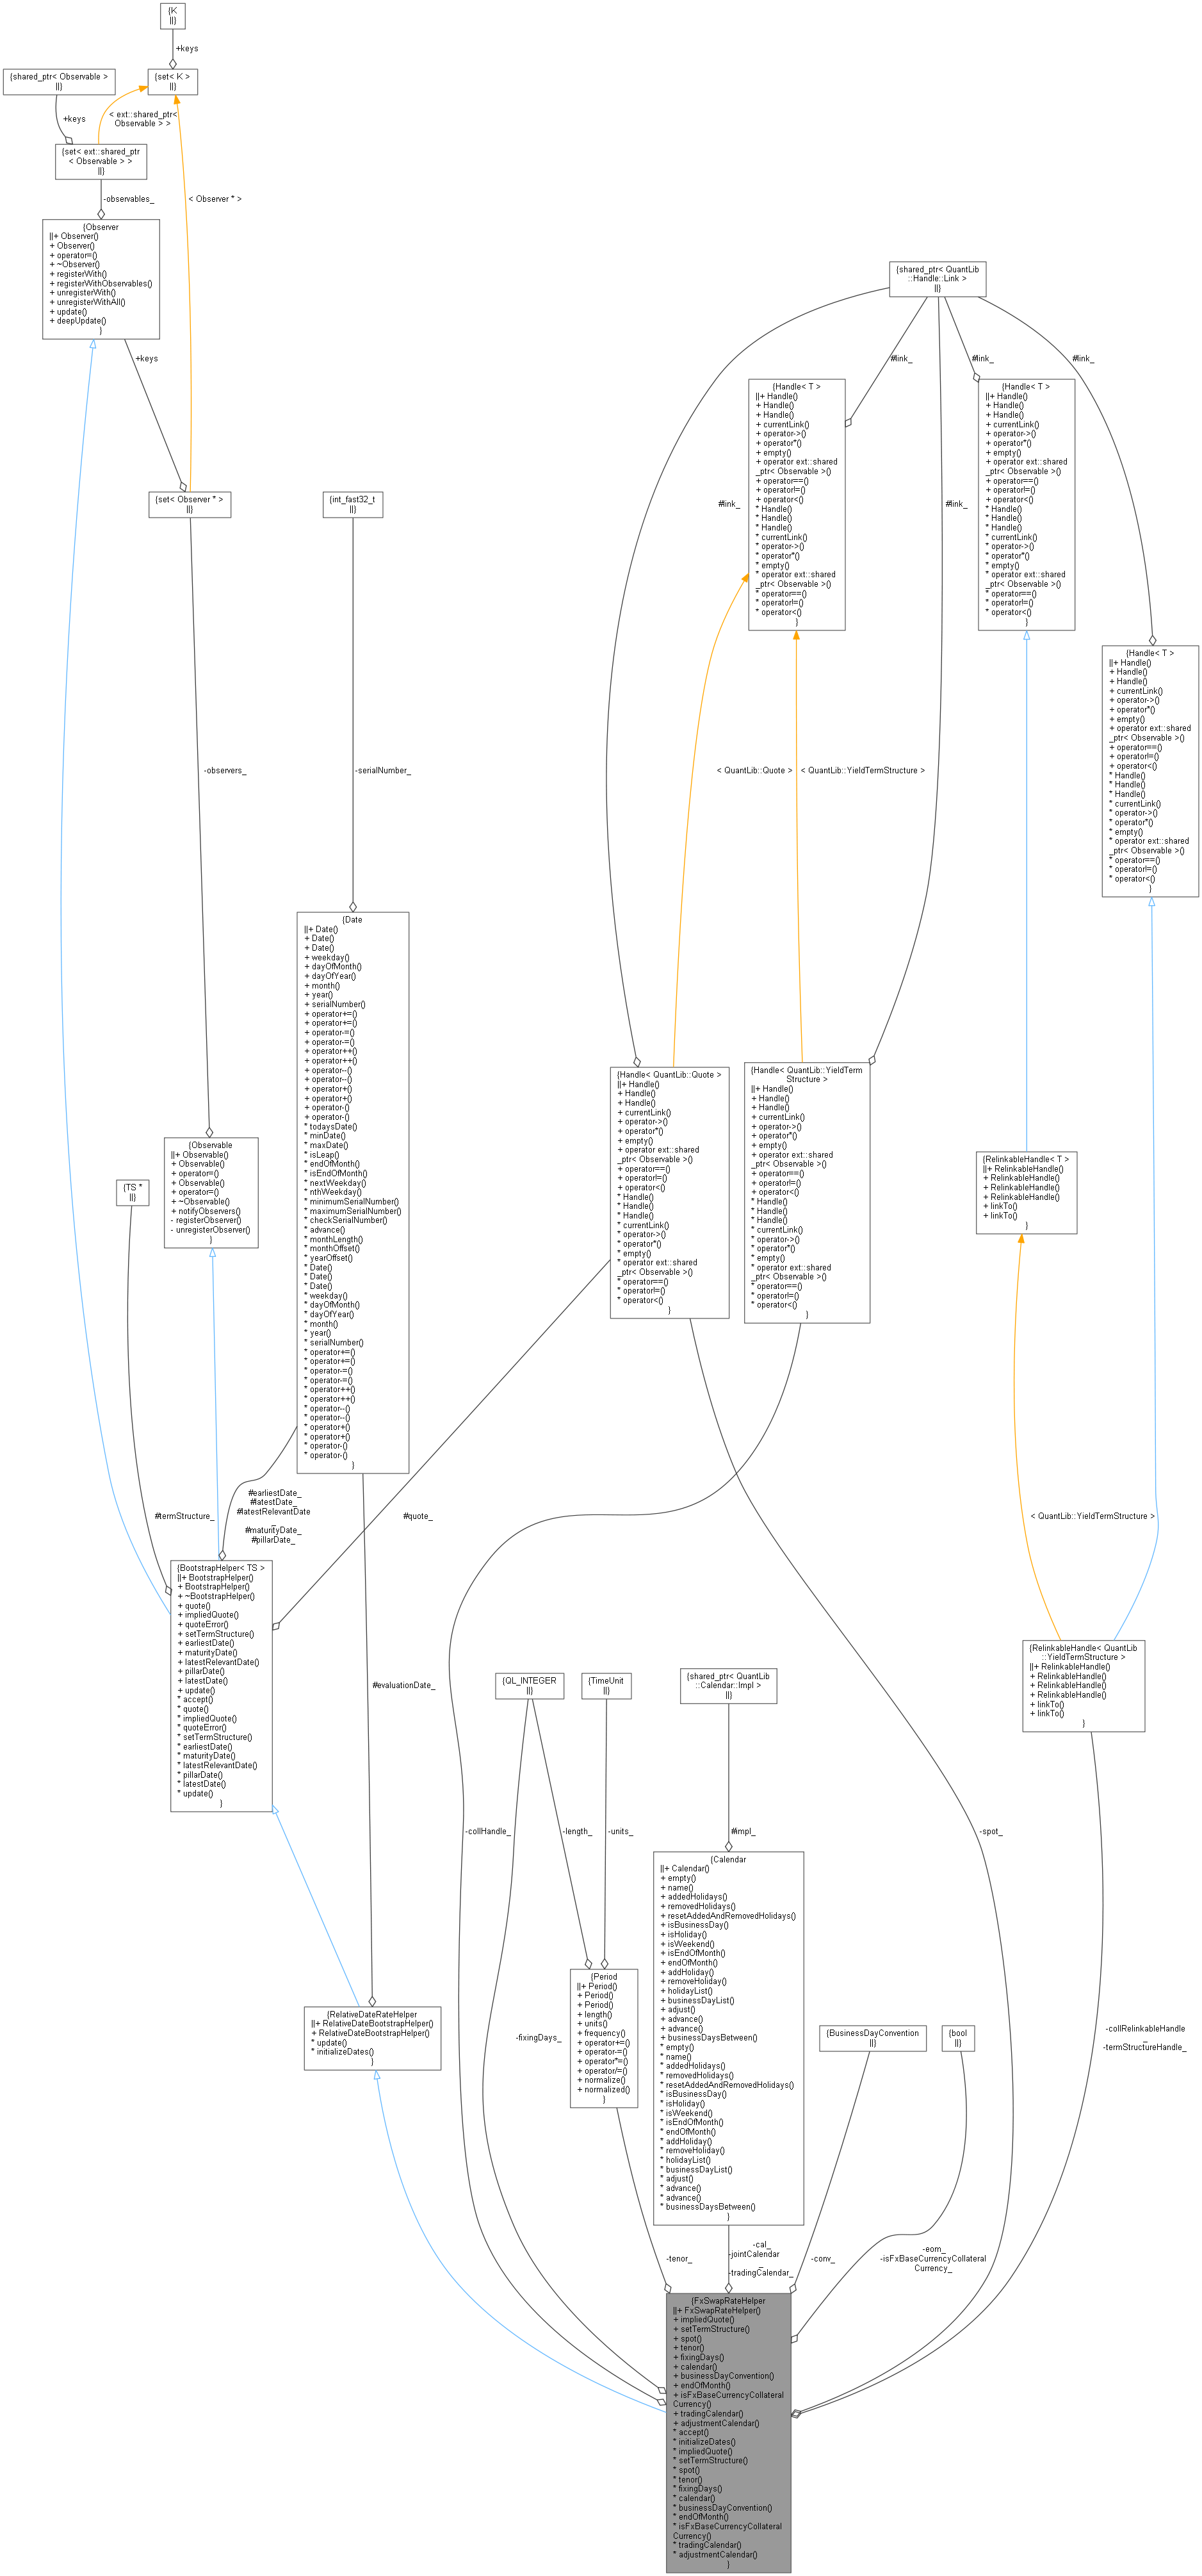 {K
||}
+keys
{shared_ptr< Observable >
||}
{set< K >
||}
+keys
< ext::shared_ptr<
Observable > >
{set< ext::shared_ptr
< Observable > >
||}
-observables_
< Observer * >
{Observer
||+ Observer()
+ Observer()
+ operator=()
+ ~Observer()
+ registerWith()
+ registerWithObservables()
+ unregisterWith()
+ unregisterWithAll()
+ update()
+ deepUpdate()
}
+keys
{set< Observer * >
||}
-observers_
{int_fast32_t
||}
-serialNumber_
{shared_ptr< QuantLib
::Handle::Link >
||}
#link_
#link_
#link_
#link_
#link_
{Handle< T >
||+ Handle()
+ Handle()
+ Handle()
+ currentLink()
+ operator->()
+ operator*()
+ empty()
+ operator ext::shared
_ptr< Observable >()
+ operator==()
+ operator!=()
+ operator<()
* Handle()
* Handle()
* Handle()
* currentLink()
* operator->()
* operator*()
* empty()
* operator ext::shared
_ptr< Observable >()
* operator==()
* operator!=()
* operator<()
}
{Handle< T >
||+ Handle()
+ Handle()
+ Handle()
+ currentLink()
+ operator->()
+ operator*()
+ empty()
+ operator ext::shared
_ptr< Observable >()
+ operator==()
+ operator!=()
+ operator<()
* Handle()
* Handle()
* Handle()
* currentLink()
* operator->()
* operator*()
* empty()
* operator ext::shared
_ptr< Observable >()
* operator==()
* operator!=()
* operator<()
}
{Handle< T >
||+ Handle()
+ Handle()
+ Handle()
+ currentLink()
+ operator->()
+ operator*()
+ empty()
+ operator ext::shared
_ptr< Observable >()
+ operator==()
+ operator!=()
+ operator<()
* Handle()
* Handle()
* Handle()
* currentLink()
* operator->()
* operator*()
* empty()
* operator ext::shared
_ptr< Observable >()
* operator==()
* operator!=()
* operator<()
}
< QuantLib::Quote >
< QuantLib::YieldTermStructure >
{Date
||+ Date()
+ Date()
+ Date()
+ weekday()
+ dayOfMonth()
+ dayOfYear()
+ month()
+ year()
+ serialNumber()
+ operator+=()
+ operator+=()
+ operator-=()
+ operator-=()
+ operator++()
+ operator++()
+ operator--()
+ operator--()
+ operator+()
+ operator+()
+ operator-()
+ operator-()
* todaysDate()
* minDate()
* maxDate()
* isLeap()
* endOfMonth()
* isEndOfMonth()
* nextWeekday()
* nthWeekday()
* minimumSerialNumber()
* maximumSerialNumber()
* checkSerialNumber()
* advance()
* monthLength()
* monthOffset()
* yearOffset()
* Date()
* Date()
* Date()
* weekday()
* dayOfMonth()
* dayOfYear()
* month()
* year()
* serialNumber()
* operator+=()
* operator+=()
* operator-=()
* operator-=()
* operator++()
* operator++()
* operator--()
* operator--()
* operator+()
* operator+()
* operator-()
* operator-()
}
{Handle< QuantLib::Quote >
||+ Handle()
+ Handle()
+ Handle()
+ currentLink()
+ operator->()
+ operator*()
+ empty()
+ operator ext::shared
_ptr< Observable >()
+ operator==()
+ operator!=()
+ operator<()
* Handle()
* Handle()
* Handle()
* currentLink()
* operator->()
* operator*()
* empty()
* operator ext::shared
_ptr< Observable >()
* operator==()
* operator!=()
* operator<()
}
{Handle< QuantLib::YieldTerm
Structure >
||+ Handle()
+ Handle()
+ Handle()
+ currentLink()
+ operator->()
+ operator*()
+ empty()
+ operator ext::shared
_ptr< Observable >()
+ operator==()
+ operator!=()
+ operator<()
* Handle()
* Handle()
* Handle()
* currentLink()
* operator->()
* operator*()
* empty()
* operator ext::shared
_ptr< Observable >()
* operator==()
* operator!=()
* operator<()
}
{Observable
||+ Observable()
+ Observable()
+ operator=()
+ Observable()
+ operator=()
+ ~Observable()
+ notifyObservers()
- registerObserver()
- unregisterObserver()
}
{TS *
||}
{RelinkableHandle< T >
||+ RelinkableHandle()
+ RelinkableHandle()
+ RelinkableHandle()
+ RelinkableHandle()
+ linkTo()
+ linkTo()
}
#termStructure_
#earliestDate_
#latestDate_
#latestRelevantDate
_
#maturityDate_
#pillarDate_
#quote_
< QuantLib::YieldTermStructure >
{BootstrapHelper< TS >
||+ BootstrapHelper()
+ BootstrapHelper()
+ ~BootstrapHelper()
+ quote()
+ impliedQuote()
+ quoteError()
+ setTermStructure()
+ earliestDate()
+ maturityDate()
+ latestRelevantDate()
+ pillarDate()
+ latestDate()
+ update()
* accept()
* quote()
* impliedQuote()
* quoteError()
* setTermStructure()
* earliestDate()
* maturityDate()
* latestRelevantDate()
* pillarDate()
* latestDate()
* update()
}
#evaluationDate_
{QL_INTEGER
||}
{TimeUnit
||}
{shared_ptr< QuantLib
::Calendar::Impl >
||}
{RelinkableHandle< QuantLib
::YieldTermStructure >
||+ RelinkableHandle()
+ RelinkableHandle()
+ RelinkableHandle()
+ RelinkableHandle()
+ linkTo()
+ linkTo()
}
-collHandle_
-length_
-units_
#impl_
-spot_
{Calendar
||+ Calendar()
+ empty()
+ name()
+ addedHolidays()
+ removedHolidays()
+ resetAddedAndRemovedHolidays()
+ isBusinessDay()
+ isHoliday()
+ isWeekend()
+ isEndOfMonth()
+ endOfMonth()
+ addHoliday()
+ removeHoliday()
+ holidayList()
+ businessDayList()
+ adjust()
+ advance()
+ advance()
+ businessDaysBetween()
* empty()
* name()
* addedHolidays()
* removedHolidays()
* resetAddedAndRemovedHolidays()
* isBusinessDay()
* isHoliday()
* isWeekend()
* isEndOfMonth()
* endOfMonth()
* addHoliday()
* removeHoliday()
* holidayList()
* businessDayList()
* adjust()
* advance()
* advance()
* businessDaysBetween()
}
{Period
||+ Period()
+ Period()
+ Period()
+ length()
+ units()
+ frequency()
+ operator+=()
+ operator-=()
+ operator*=()
+ operator/=()
+ normalize()
+ normalized()
}
{RelativeDateRateHelper
||+ RelativeDateBootstrapHelper()
+ RelativeDateBootstrapHelper()
* update()
* initializeDates()
}
-fixingDays_
{BusinessDayConvention
||}
{bool
||}
-collRelinkableHandle
_
-termStructureHandle_
-tenor_
-cal_
-jointCalendar
_
-tradingCalendar_
-conv_
-eom_
-isFxBaseCurrencyCollateral
Currency_
{FxSwapRateHelper
||+ FxSwapRateHelper()
+ impliedQuote()
+ setTermStructure()
+ spot()
+ tenor()
+ fixingDays()
+ calendar()
+ businessDayConvention()
+ endOfMonth()
+ isFxBaseCurrencyCollateral
Currency()
+ tradingCalendar()
+ adjustmentCalendar()
* accept()
* initializeDates()
* impliedQuote()
* setTermStructure()
* spot()
* tenor()
* fixingDays()
* calendar()
* businessDayConvention()
* endOfMonth()
* isFxBaseCurrencyCollateral
Currency()
* tradingCalendar()
* adjustmentCalendar()
}